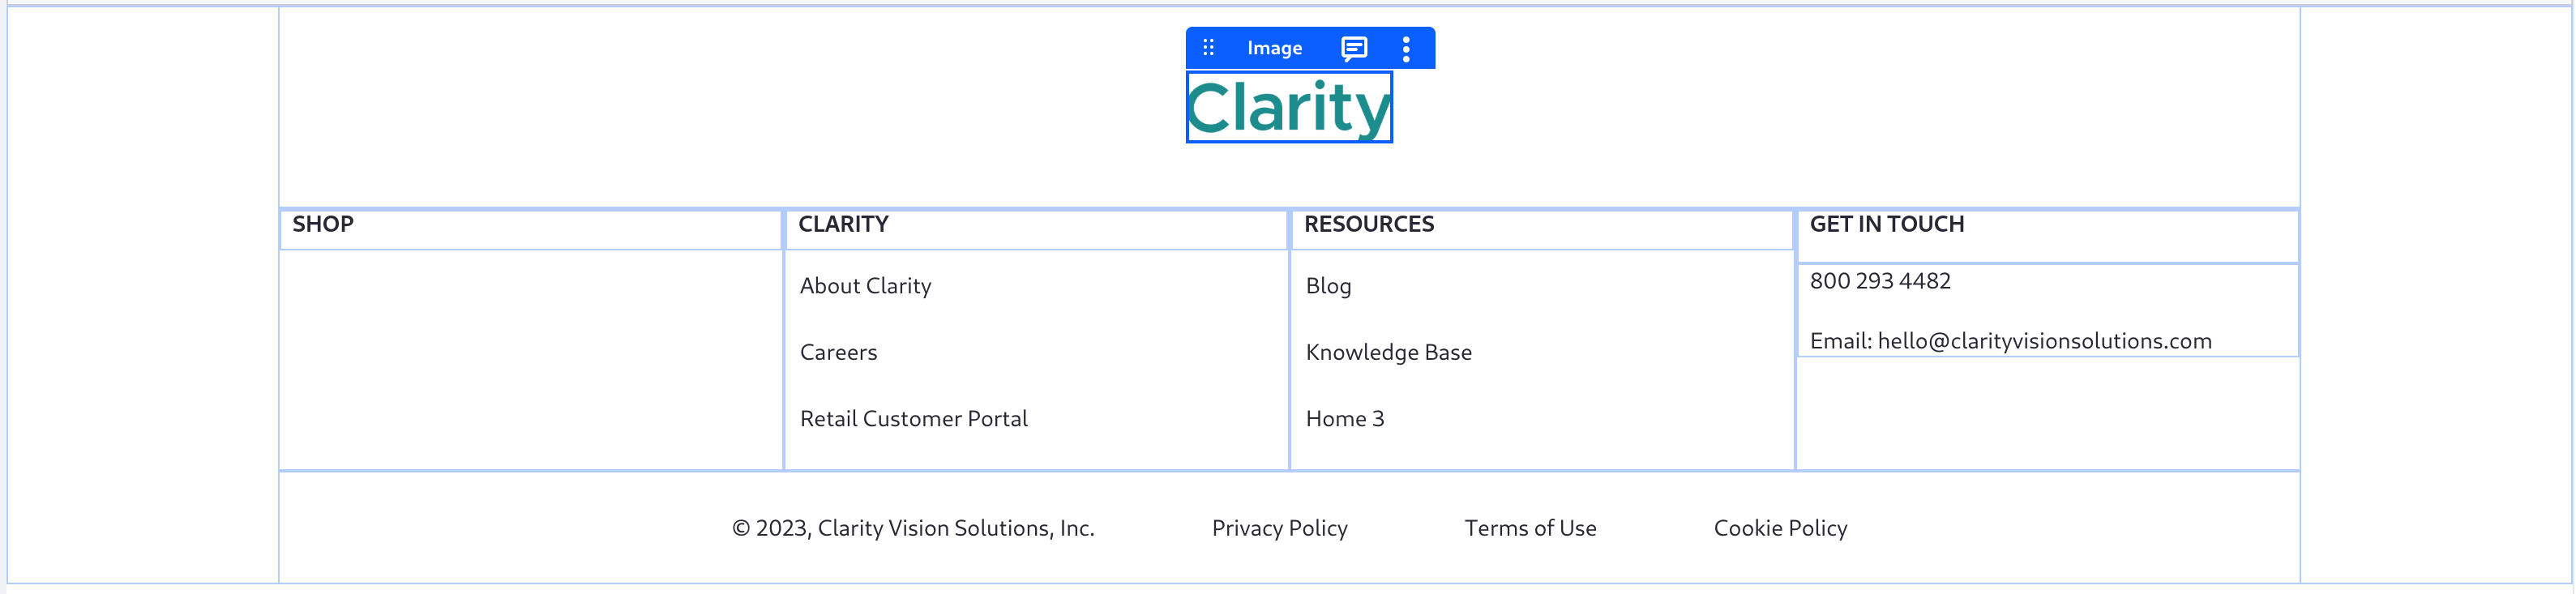 Image
Clarity
SHOP
CLARITY
About Clarity
Careers
Retail Customer Portal
RESOURCES
Blog
Knowledge Base
Home 3
GET IN TOUCH
800 293 4482
Email: hello@clarityvisionsolutions.com
© 2023, Clarity Vision Solutions, Inc. Privacy Policy Terms of Use Cookie Policy